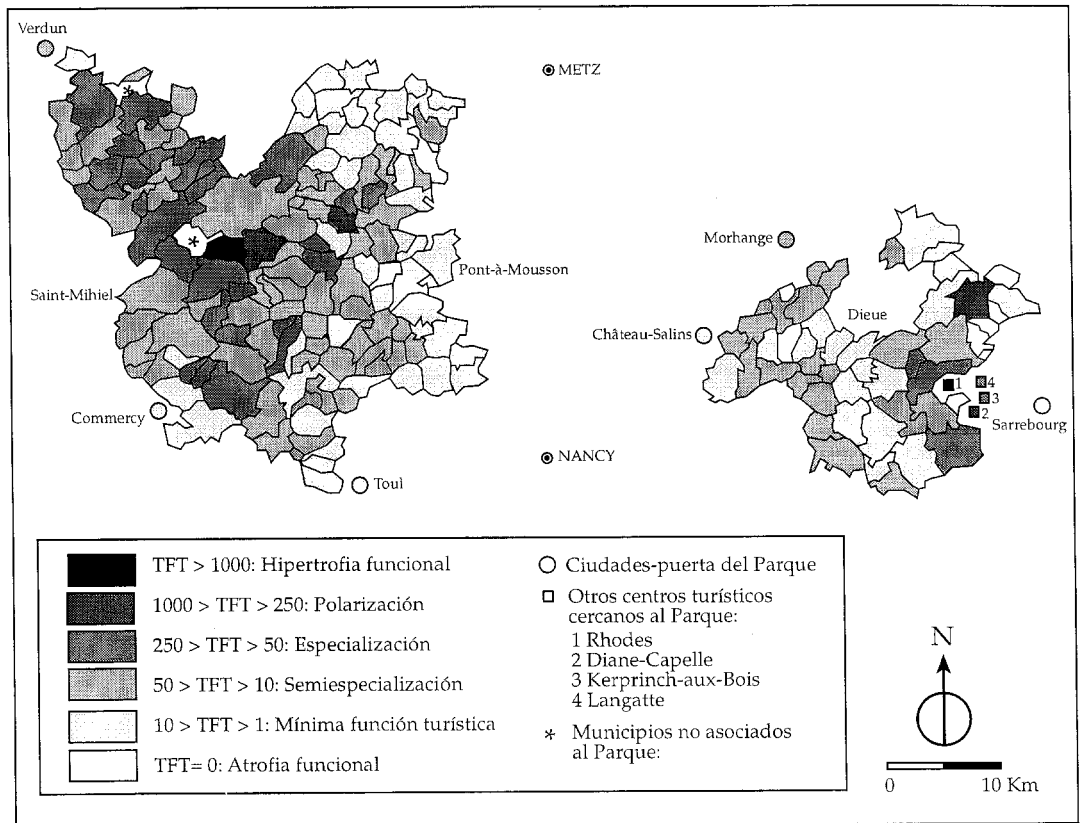 Verdun
METZ
Morhange
Pont-à-Mousson
Saint-Mihiel
Dieue
Château-Salins
1
4
3
2
Sarrebourg
Commercy
NANCY
Toul
TFT > 1000: Hipertrofia funcional
1000 > TFT > 250: Polarización
250 > TFT > 50: Especialización
50 > TFT > 10: Semiespecialización
10 > TFT > 1: Mínima función turística
TFT= 0: Atrofia funcional
Ciudades-puerta del Parque
Otros centros turísticos
cercanos al Parque:
1 Rhodes
2 Diane-Capelle
3 Kerprinch-aux-Bois
4 Langatte
* Municipios no asociados
al Parque:
N
0 10 Km